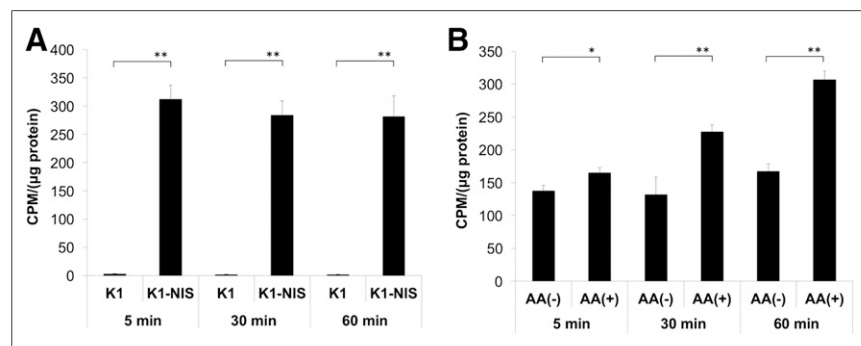 A
CPM/(µg protein)
400
350
300
250
200
150
100
50
0
** ** **
K1 K1-NIS K1 K1-NIS K1 K1-NIS
5 min 30 min 60 min
B
CPM/(µg protein)
350
300
250
200
150
100
50
0
* ** **
AA(-) AA(+) AA(-) AA(+) AA(-) AA(+)
5 min 30 min 60 min